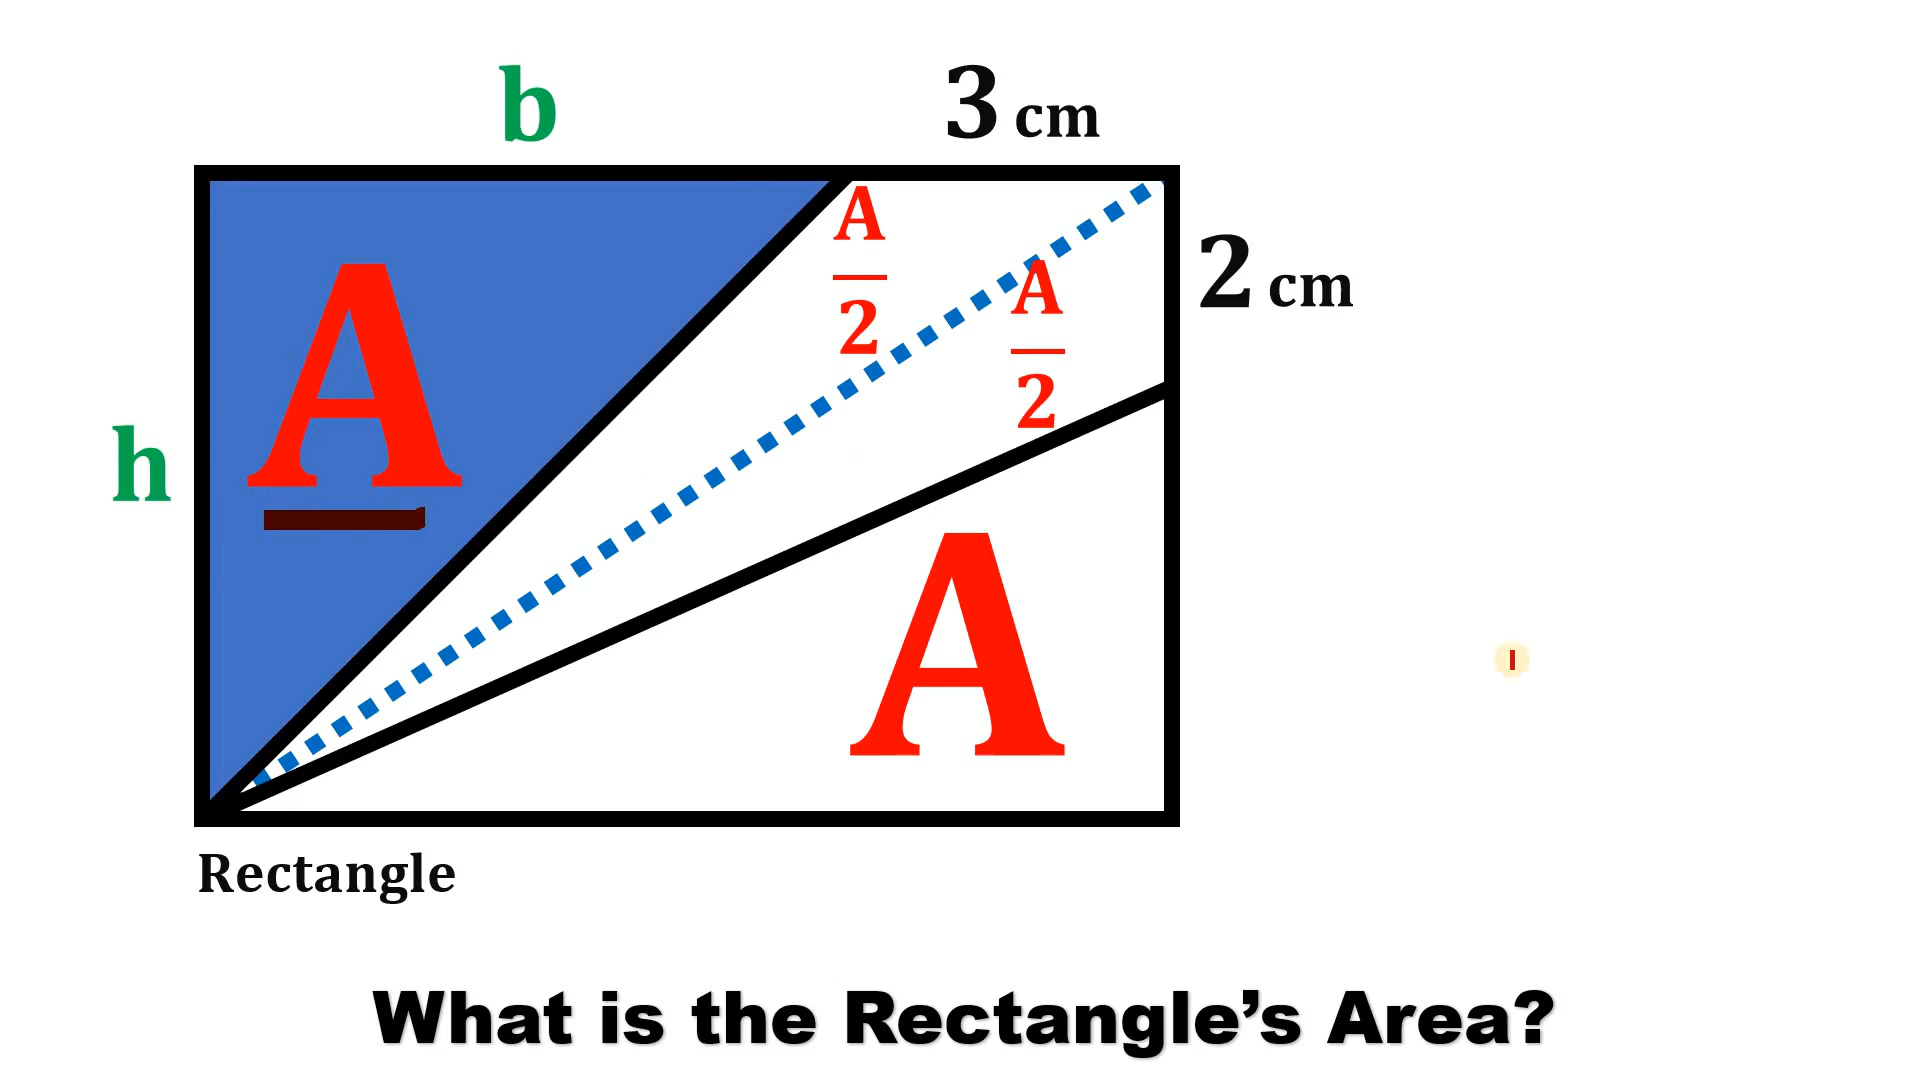 b
3 cm
A
2
2 cm
A
A
2
h
A
Rectangle
What is the Rectangle’s Area?